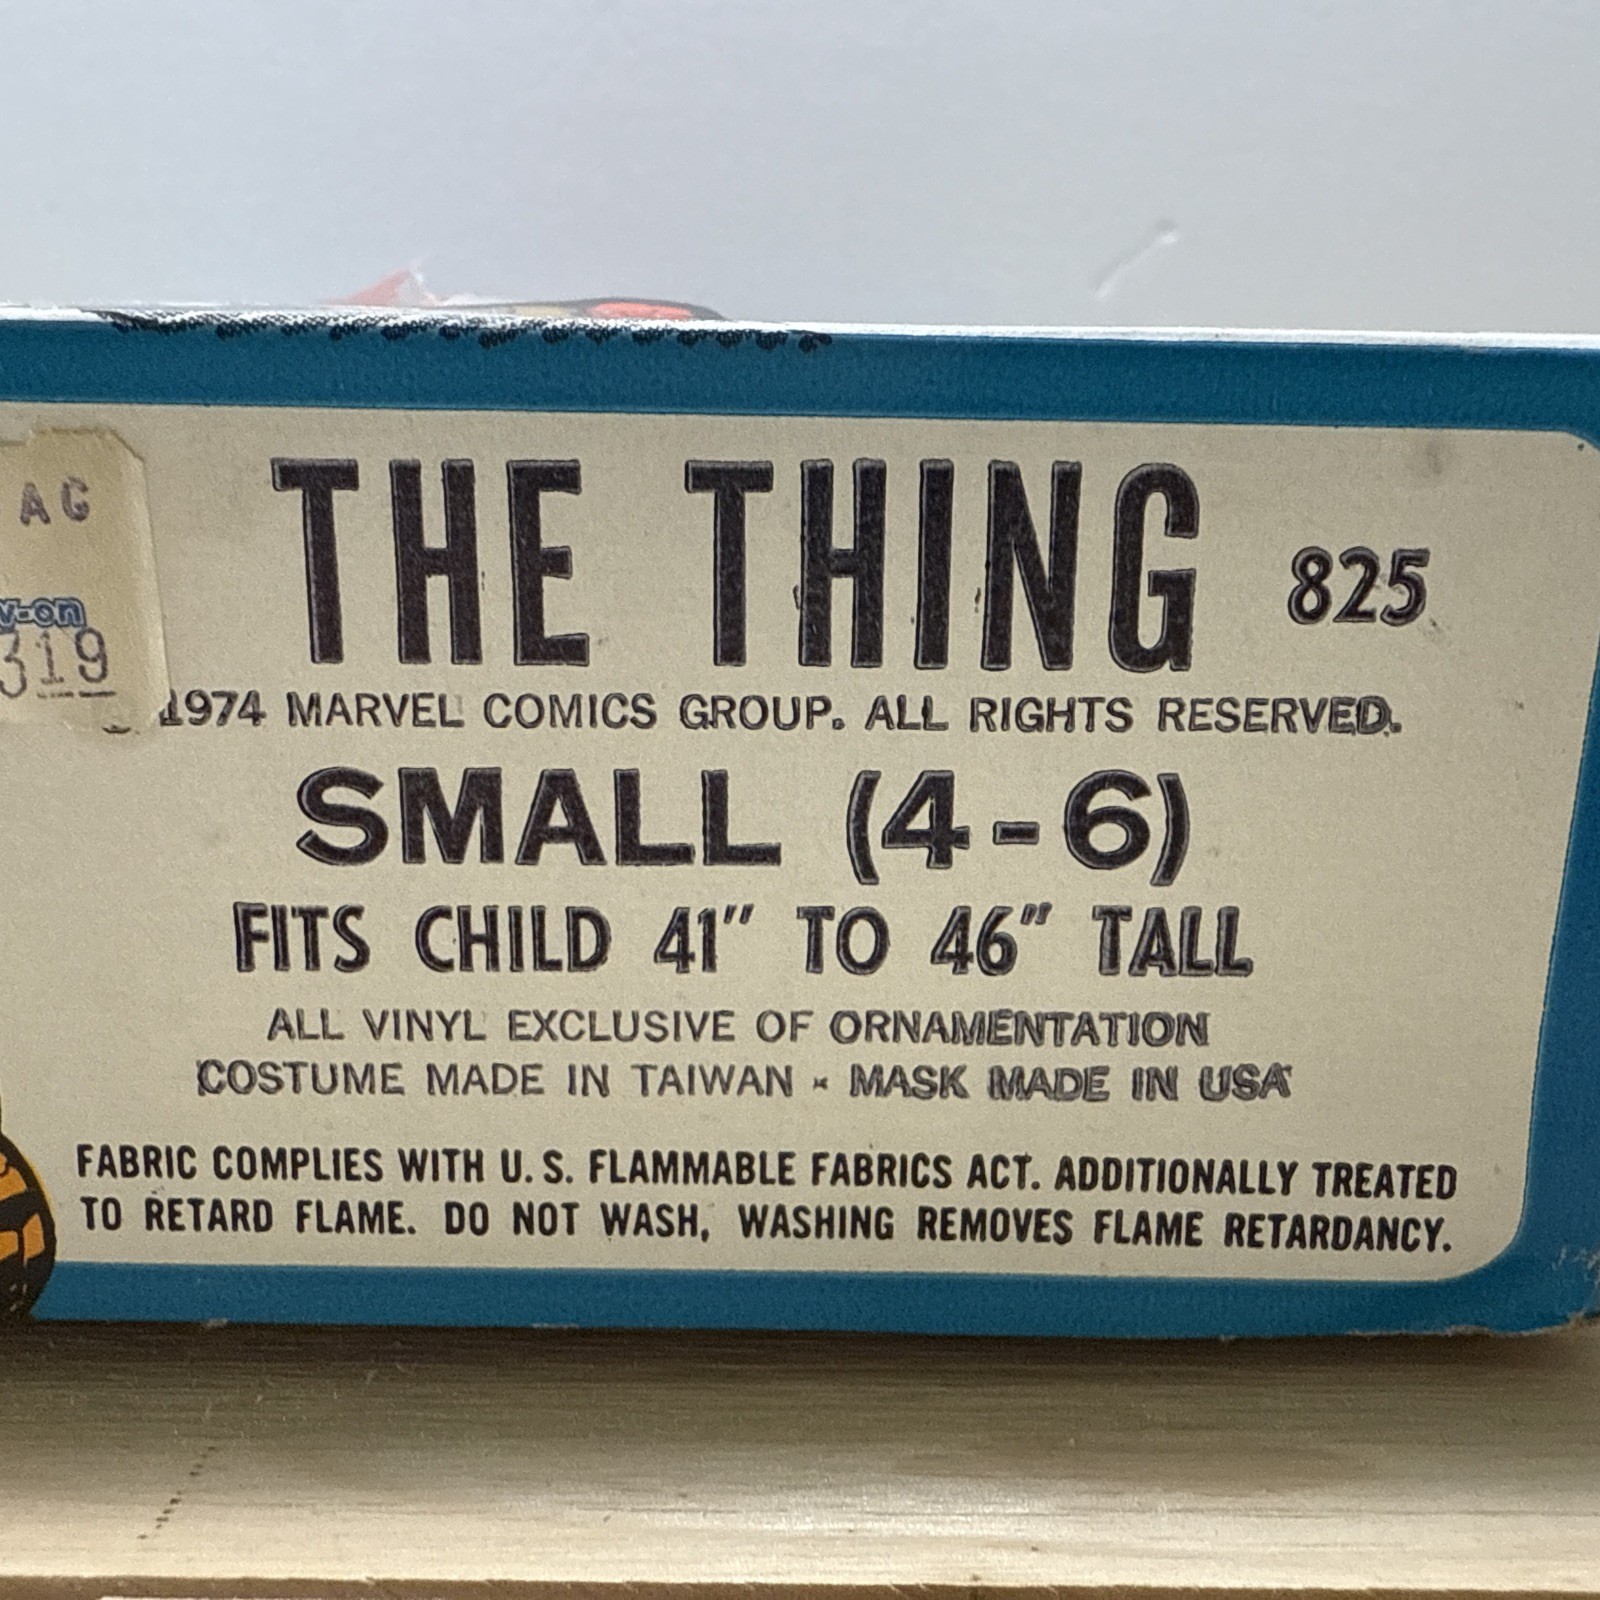 AG
v-on
319
THE THING 825
1974 MARVEL COMICS GROUP. ALL RIGHTS RESERVED.
SMALL (4-6)
FITS CHILD 41" TO 46" TALL
ALL VINYL EXCLUSIVE OF ORNAMENTATION
COSTUME MADE IN TAIWAN - MASK MADE IN USA
FABRIC COMPLIES WITH U. S. FLAMMABLE FABRICS ACT. ADDITIONALLY TREATED
TO RETARD FLAME. DO NOT WASH, WASHING REMOVES FLAME RETARDANCY.